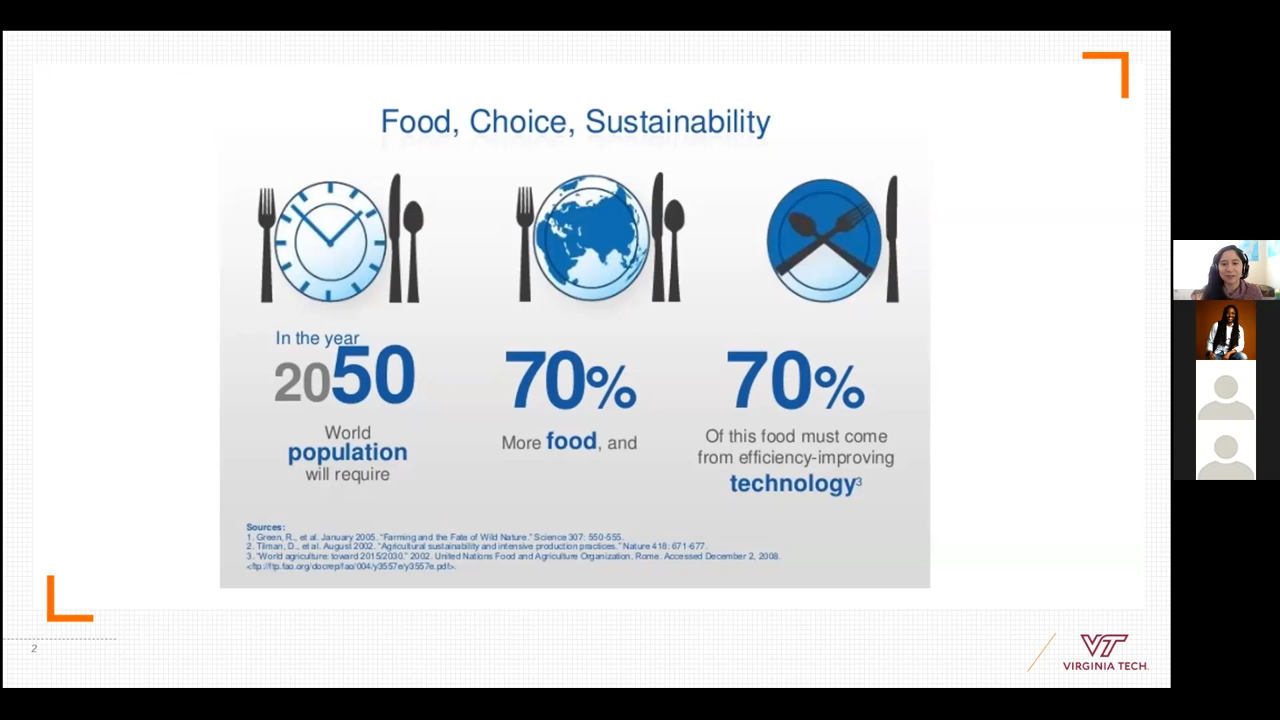 Food, Choice, Sustainability
In the year
2050
World
population
will require
70%
More food, and
70%
Of this food must come
from efficiency-improving
technology3
Sources:
1. Green, R., et al. January 2005. "Farming and the Fate of Wild Nature." Science 307: 550-555.
2. Tilman, D., et al. August 2002. "Agricultural sustainability and intensive production practices." Nature 418: 671-677.
3. "World agriculture: toward 2015/2030." 2002. United Nations Food and Agriculture Organization, Rome. Accessed December 2, 2008.
<ftp://ftp.fao.org/docrep/fao/004/y3557e/y3557e.pdf>.
2
VT
VIRGINIA TECH.